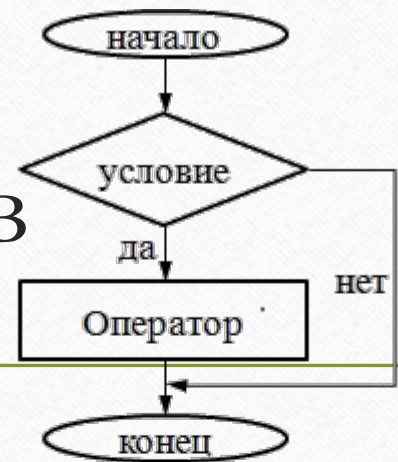 начало
условие
в
да
нет
Оператор
конец